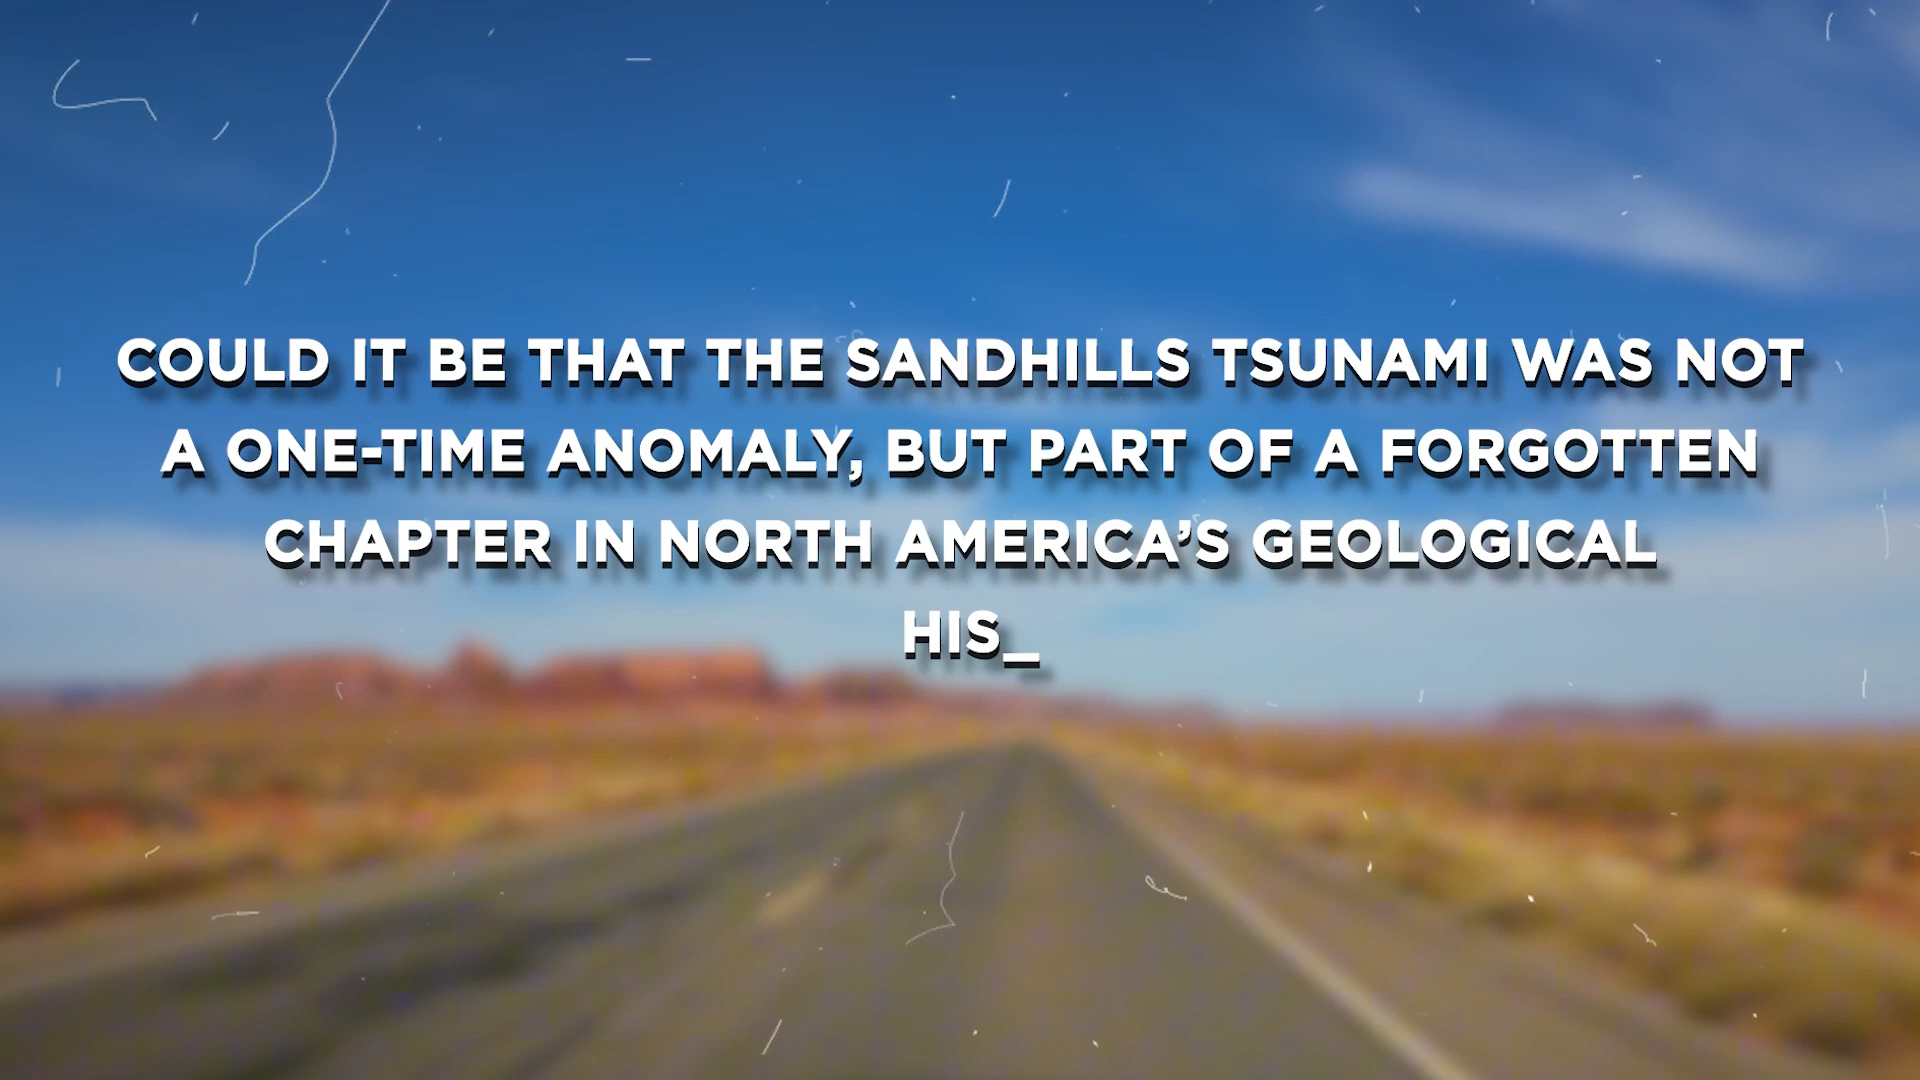 COULD IT BE THAT THE SANDHILLS TSUNAMI WAS NOT
A ONE-TIME ANOMALY, BUT PART OF A FORGOTTEN
CHAPTER IN NORTH AMERICA’S GEOLOGICAL
HIS_